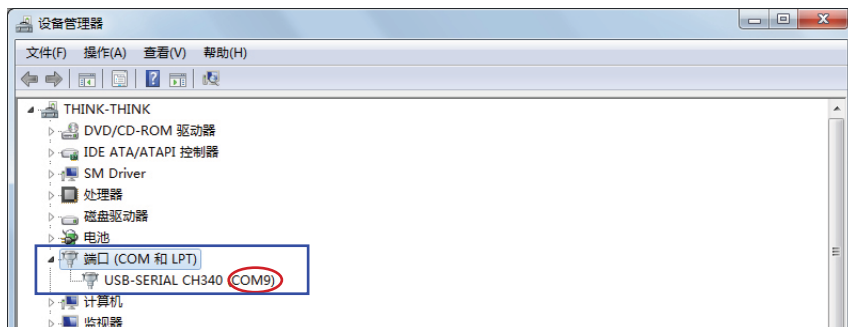 设备管理器
文件(F) 操作(A) 查看(V) 帮助(H)
THINK-THINK
DVD/CD-ROM 驱动器
IDE ATA/ATAPI 控制器
SM Driver
处理器
磁盘驱动器
电池
端口 (COM 和 LPT)
USB-SERIAL CH340 (COM9)
计算机
监视器